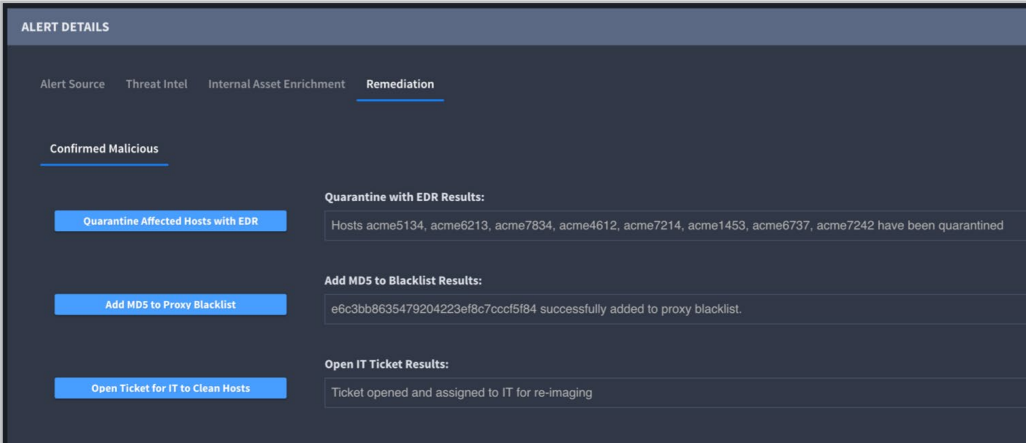 ALERT DETAILS
Alert Source Threat Intel Internal Asset Enrichment Remediation
Confirmed Malicious
Quarantine with EDR Results:
Quarantine Affected Hosts with EDR
Hosts acme5134, acme6213, acme7834, acme4612, acme7214, acme1453, acme6737, acme7242 have been quarantined
Add MD5 to Blacklist Results:
Add MD5 to Proxy Blacklist
e6c3bb8635479204223ef8c7cccf5f84 successfully added to proxy blacklist.
Open IT Ticket Results:
Open Ticket for IT to Clean Hosts
Ticket opened and assigned to IT for re-imaging